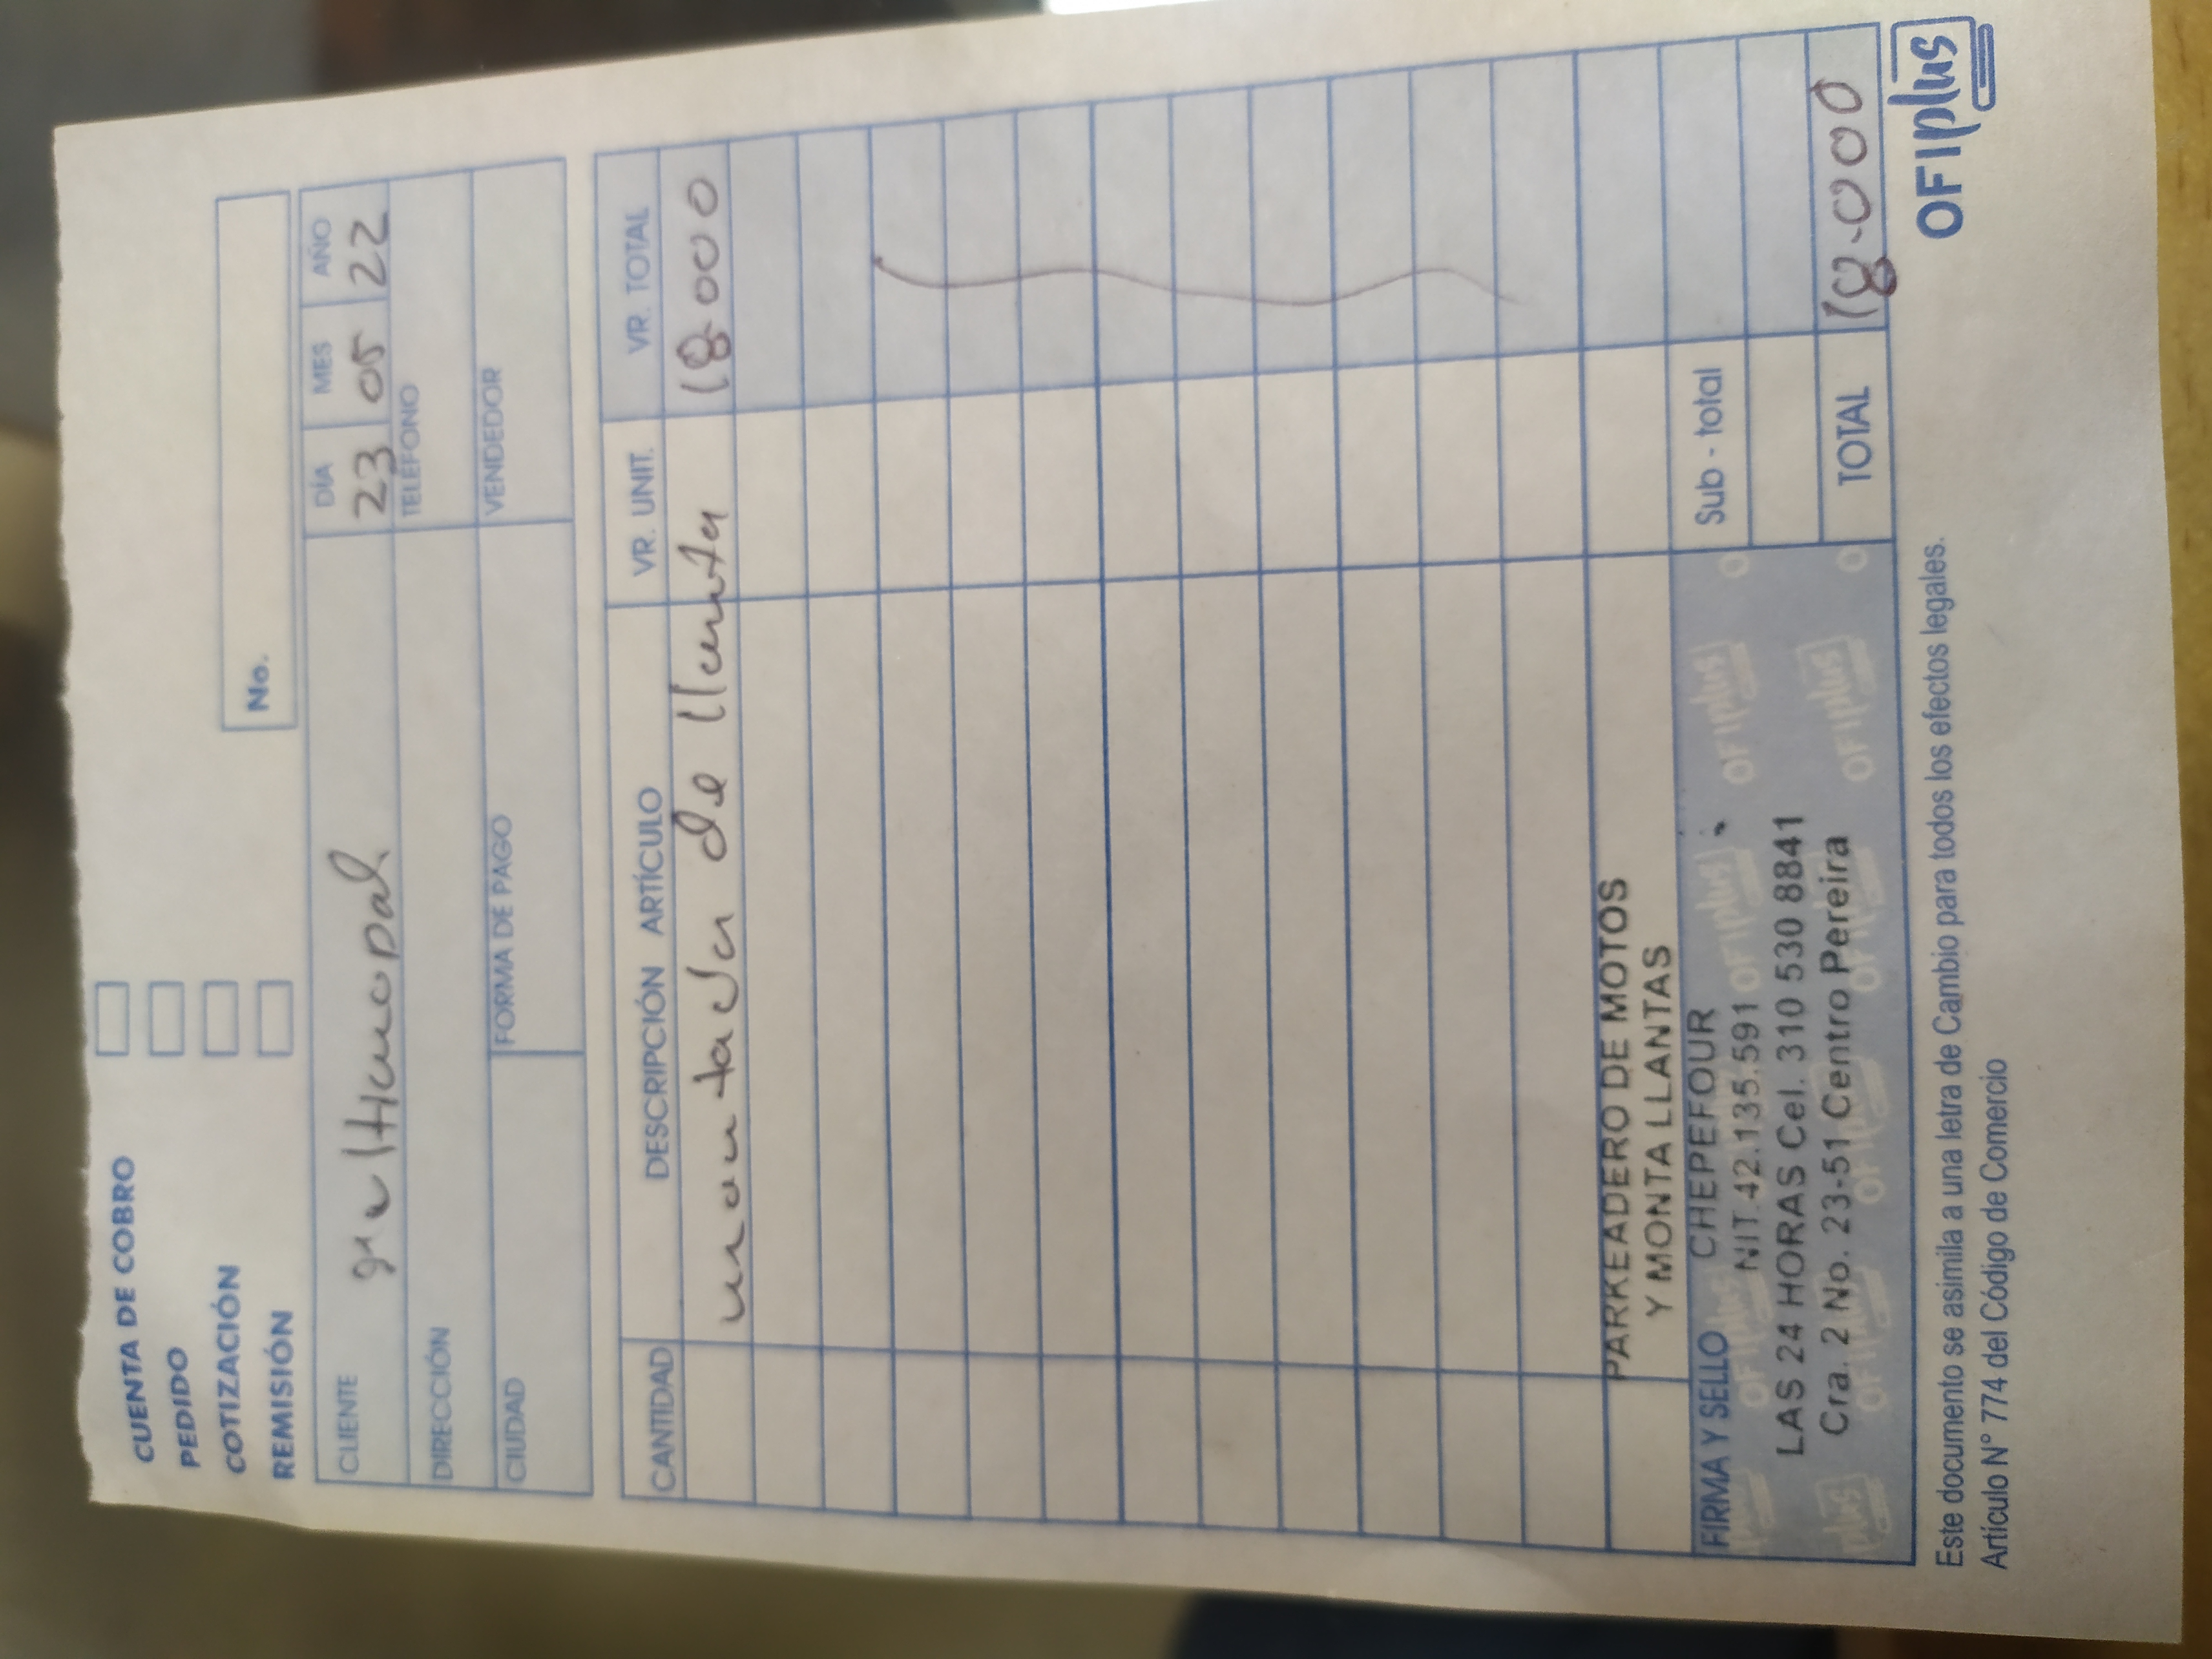 CUENTA DE COBRO
PEDIDO
COTIZACIÓN
REMISIÓN
No.
CLIENTE
DÍA MES AÑO
23 05 22
DIRECCIÓN TELÉFONO
CIUDAD FORMA DE PAGO VENDEDOR
CANTIDAD DESCRIPCIÓN ARTÍCULO VR. UNIT. VR. TOTAL
montada de llanta 18000
PARKEADERO DE MOTOS
Y MONTA LLANTAS
FIRMA Y SELLO CHEPEFOUR Sub - total
NIT. 42.135.591
LAS 24 HORAS Cel. 310 530 8841
Cra. 2 No. 23-51 Centro Pereira
TOTAL 18.000
Este documento se asimila a una letra de Cambio para todos los efectos legales.
Artículo N° 774 del Código de Comercio
OFIplus